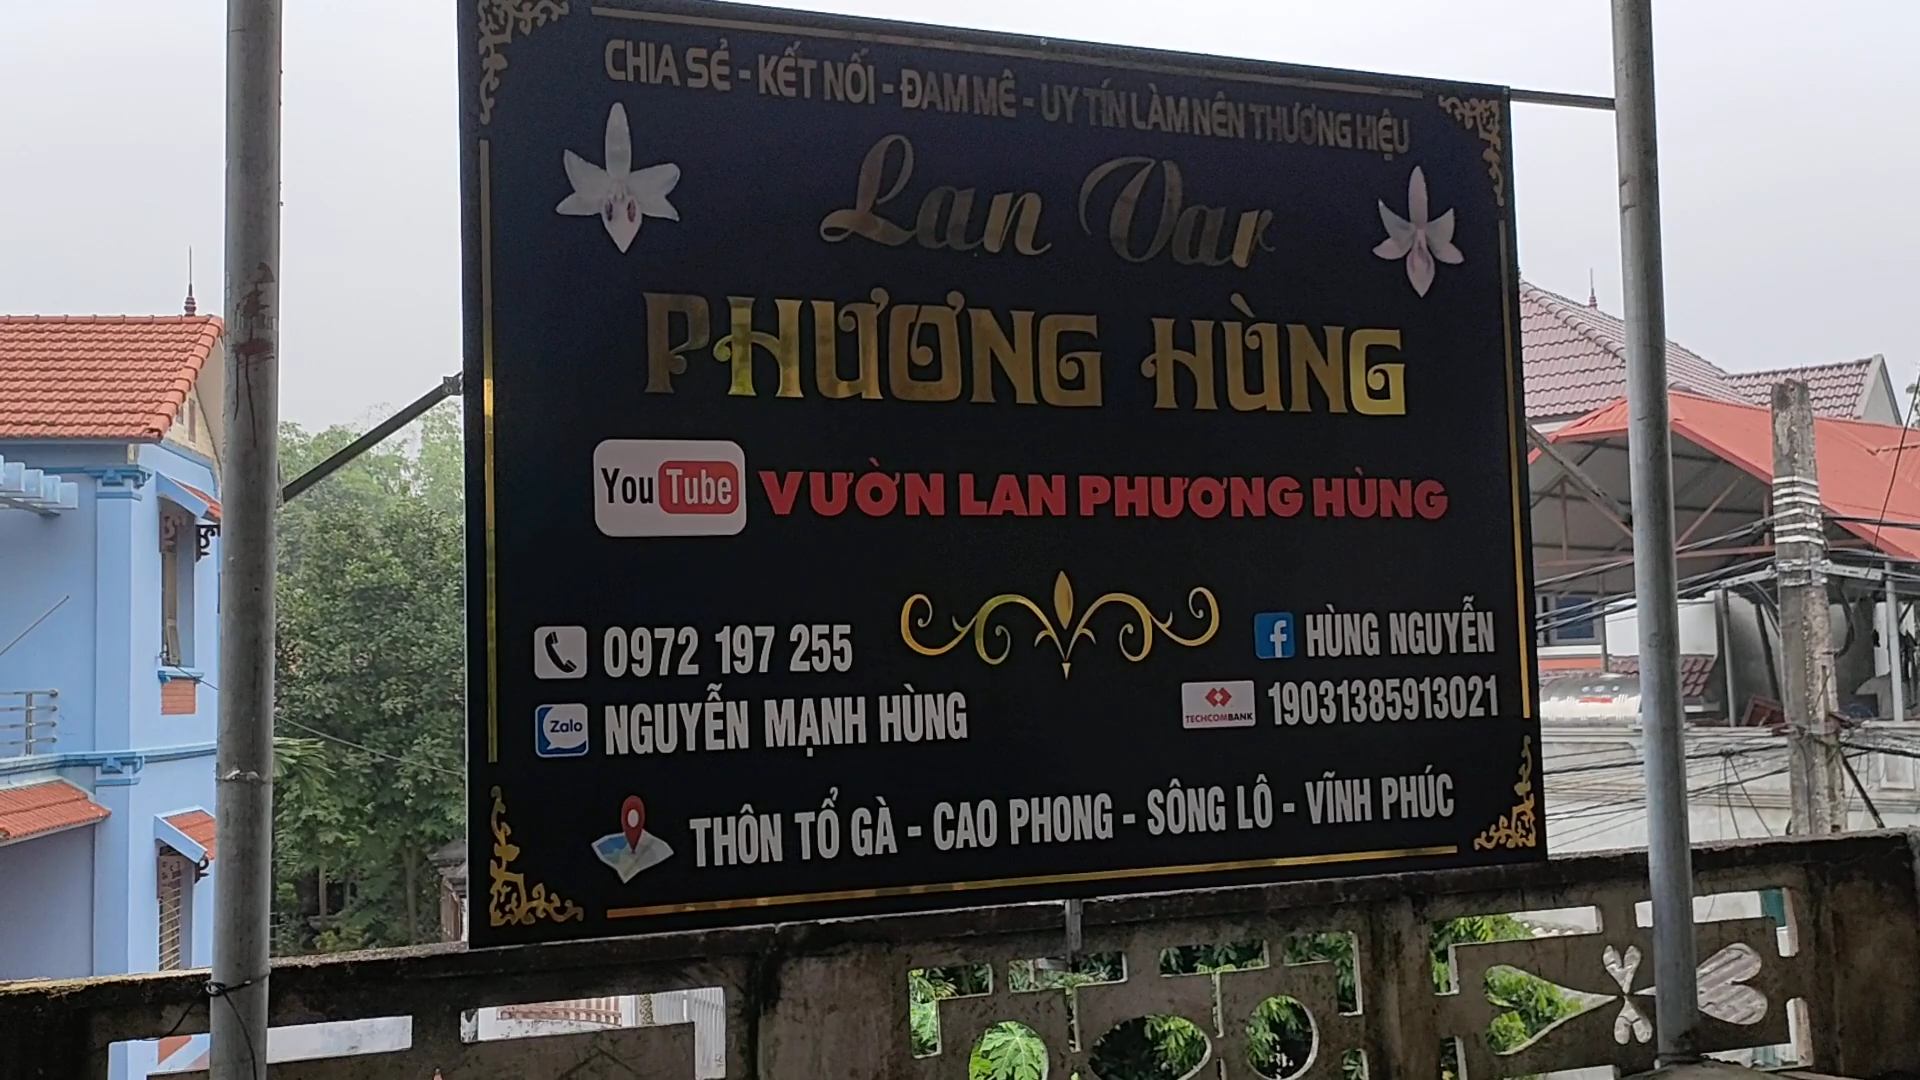 CHIA SẺ - KẾT NỐI - ĐAM MÊ - UY TÍN LÀM NÊN THƯƠNG HIỆU
Lan Var
PHƯƠNG HÙNG
YouTube VƯỜN LAN PHƯƠNG HÙNG
0972 197 255
f HÙNG NGUYỄN
Zalo NGUYỄN MẠNH HÙNG
TECHCOMBANK 19031385913021
THÔN TỔ GÀ - CAO PHONG - SÔNG LÔ - VĨNH PHÚC